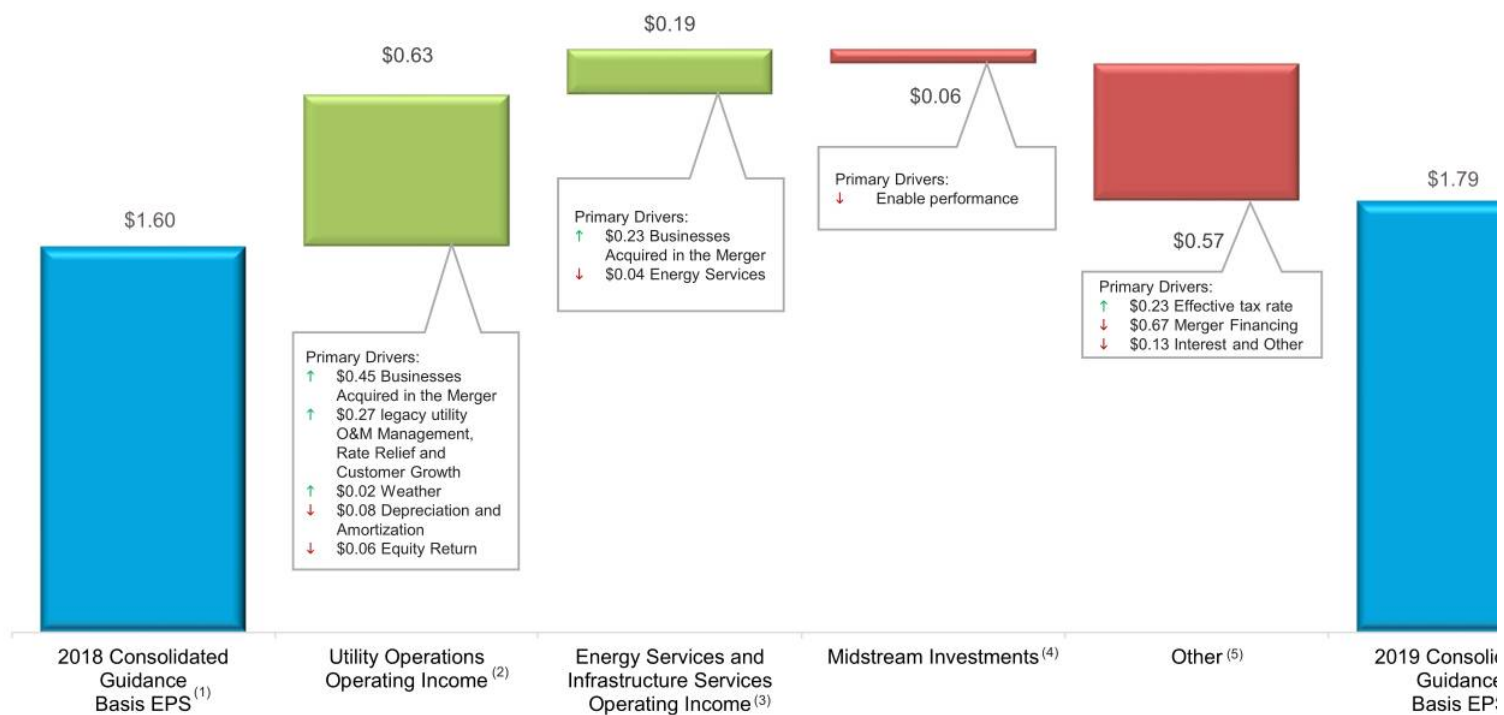 $1.60
$0.63
$0.19
$0.06
$0.57
$1.79
Primary Drivers:
↑ $0.45 Businesses
Acquired in the Merger
↑ $0.27 legacy utility
O&M Management,
Rate Relief and
Customer Growth
↑ $0.02 Weather
↓ $0.08 Depreciation and
Amortization
↓ $0.06 Equity Return
Primary Drivers:
↑ $0.23 Businesses
Acquired in the Merger
↓ $0.04 Energy Services
Primary Drivers:
↓ Enable performance
Primary Drivers:
↑ $0.23 Effective tax rate
↓ $0.67 Merger Financing
↓ $0.13 Interest and Other
2018 Consolidated
Guidance
Basis EPS (1)
Utility Operations
Operating Income (2)
Energy Services and
Infrastructure Services
Operating Income (3)
Midstream Investments (4)
Other (5)
2019
Basis